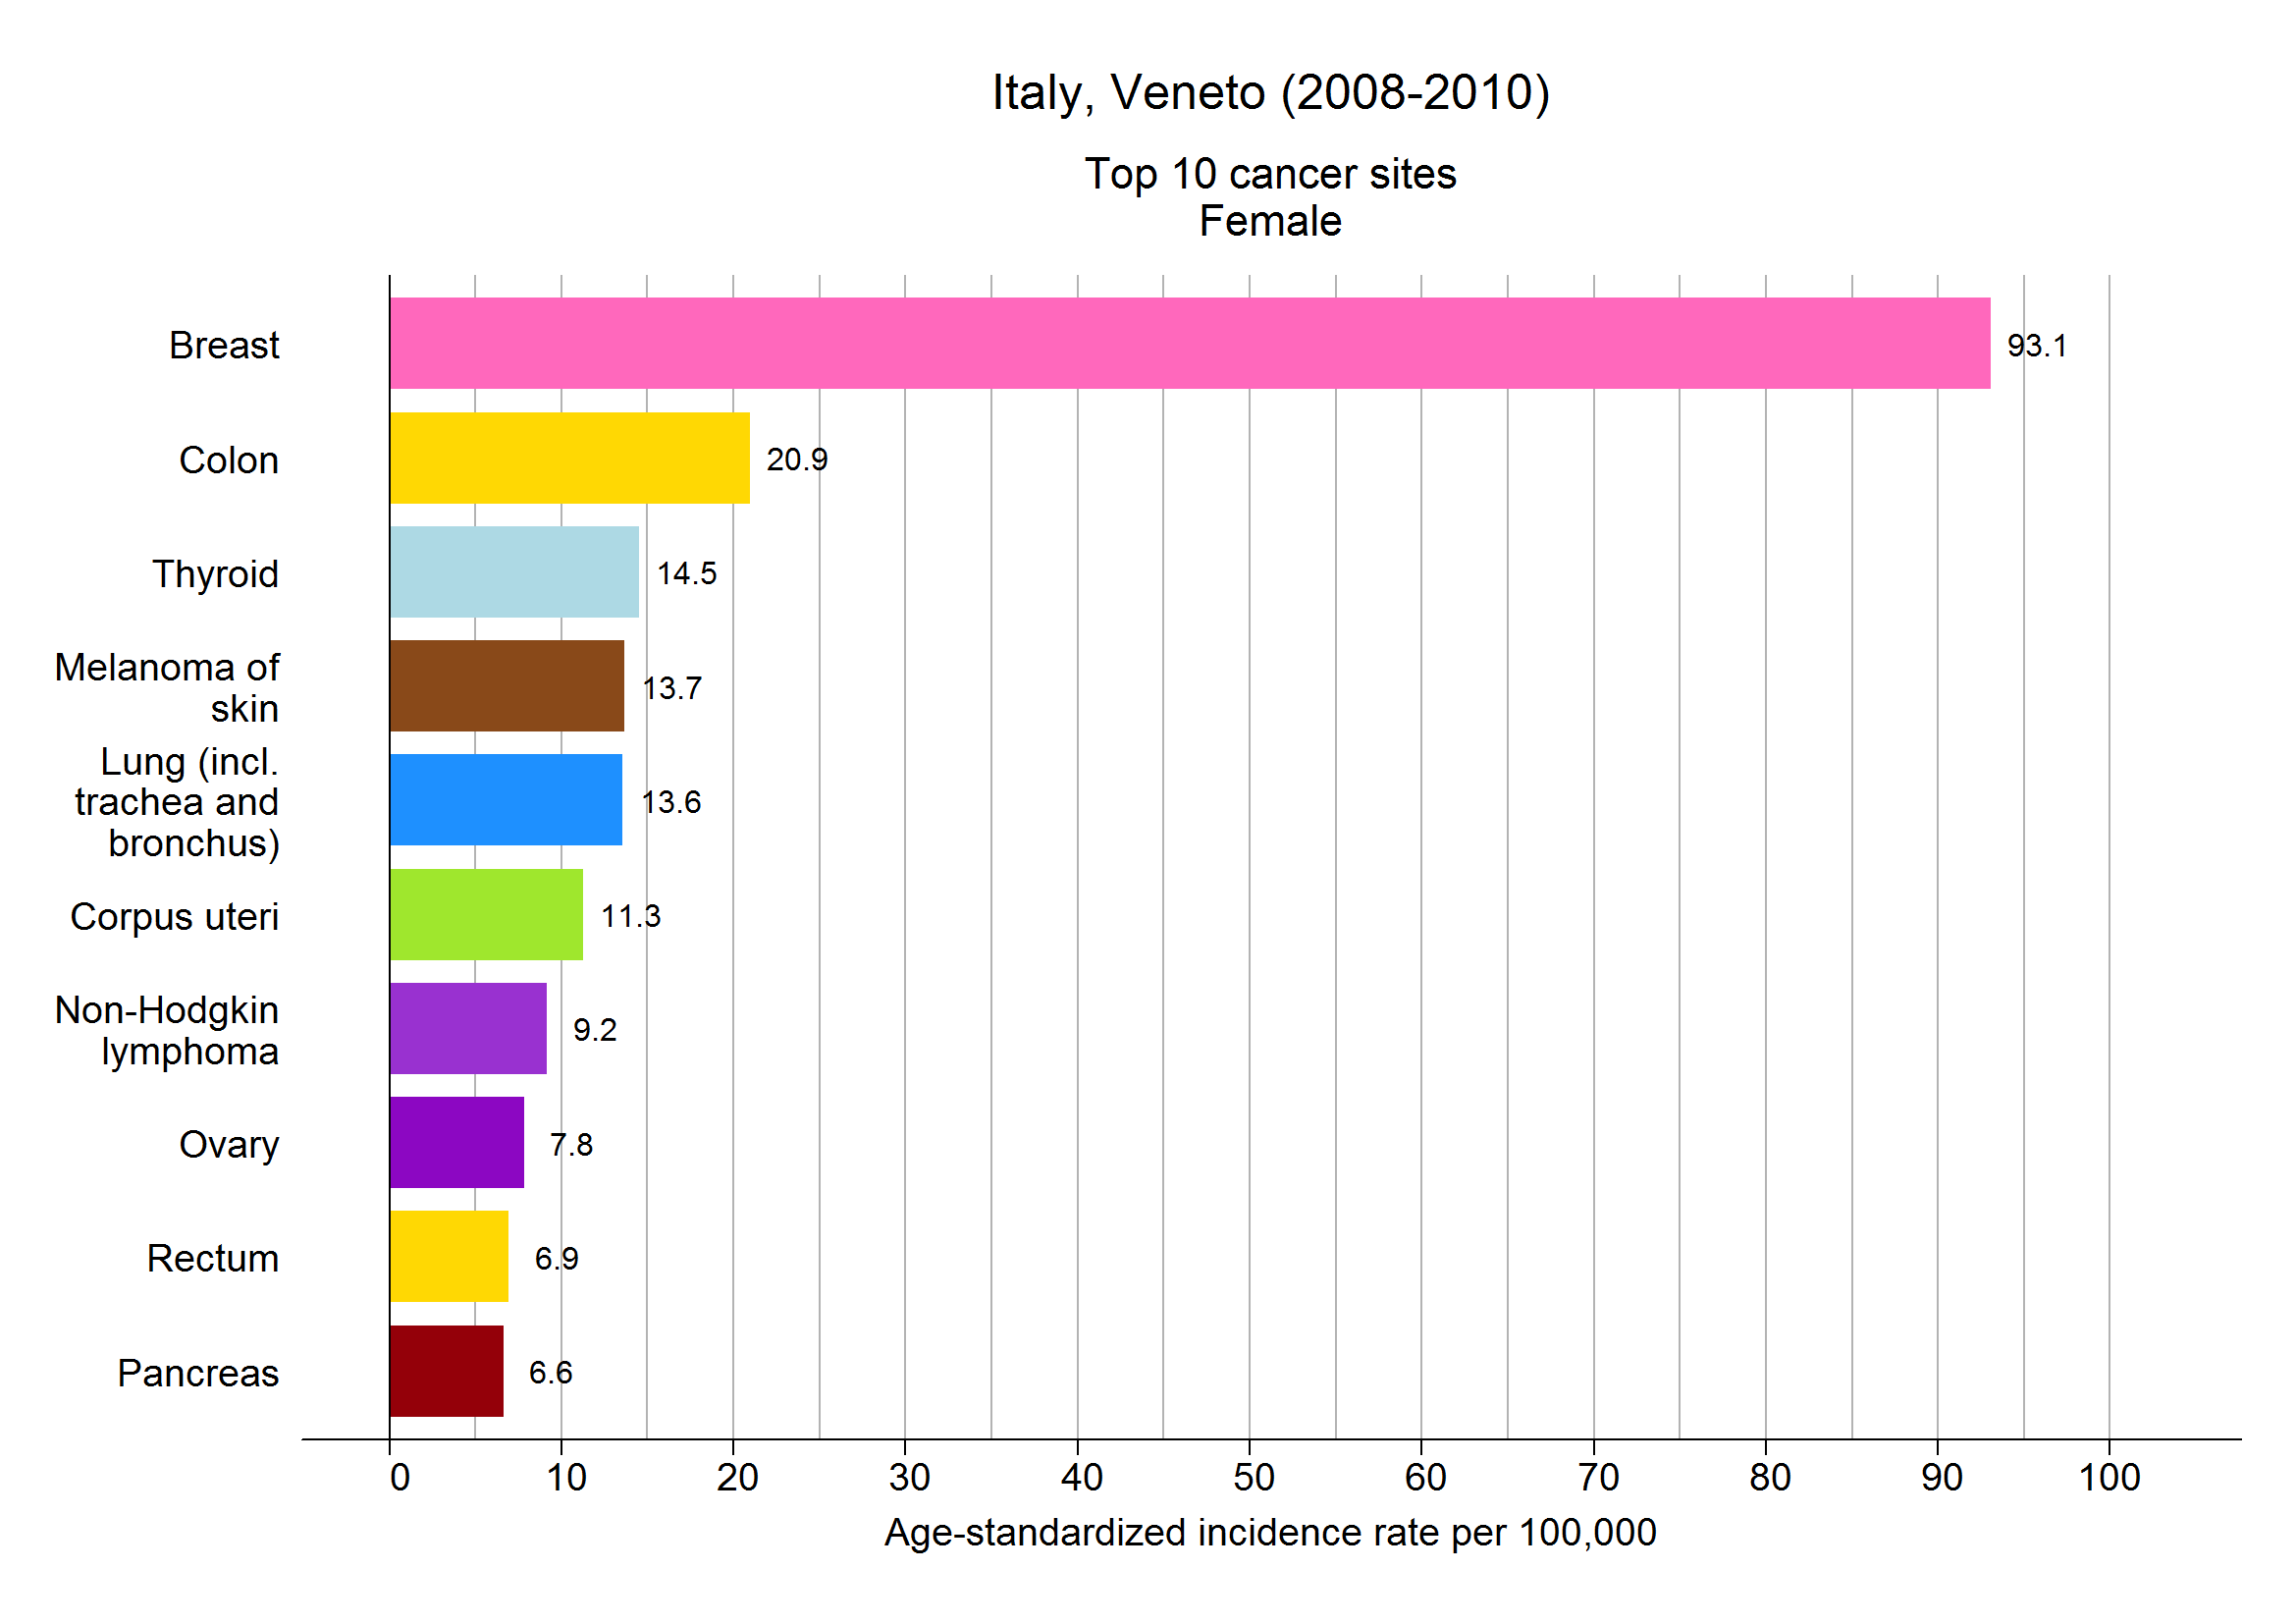 Italy, Veneto (2008-2010)
Top 10 cancer sites
Female
Breast
93.1
Colon
20.9
Thyroid
14.5
Melanoma of
skin
13.7
Lung (incl.
trachea and
bronchus)
13.6
Corpus uteri
11.3
Non-Hodgkin
lymphoma
9.2
Ovary
7.8
Rectum
6.9
Pancreas
6.6
0 10 20 30 40 50 60 70 80 90 100
Age-standardized incidence rate per 100,000